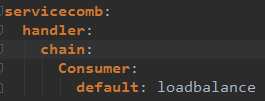 servicecomb:
  handler:
    chain:
      Consumer:
        default: loadbalance